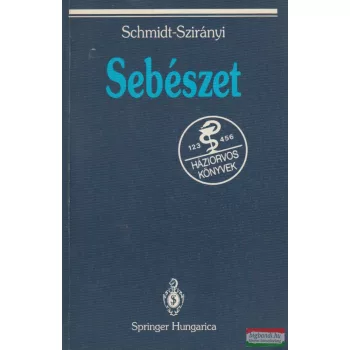 Schmidt-Szirányi
Sebészet
123 456
HÁZIORVOS
KÖNYVEK
Springer Hungarica